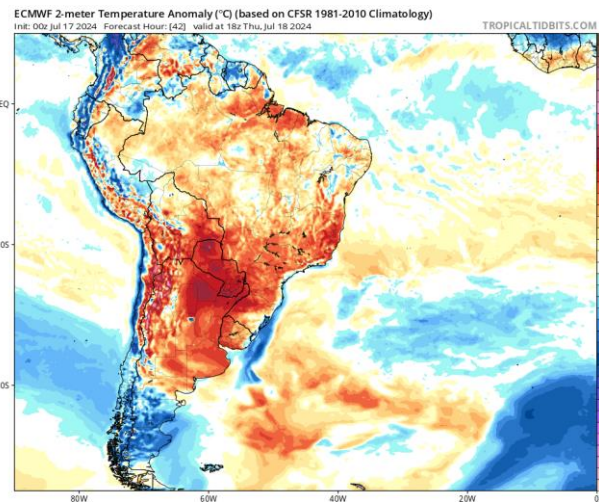 ECMWF 2-meter Temperature Anomaly (°C) (based on CFSR 1981-2010 Climatology)
Init: 00z Jul 17 2024 Forecast Hour: [42] valid at 18z Thu, Jul 18 2024 TROPICALTIDBITS.COM
EQ
0S
0S
80W 60W 40W 20W 0